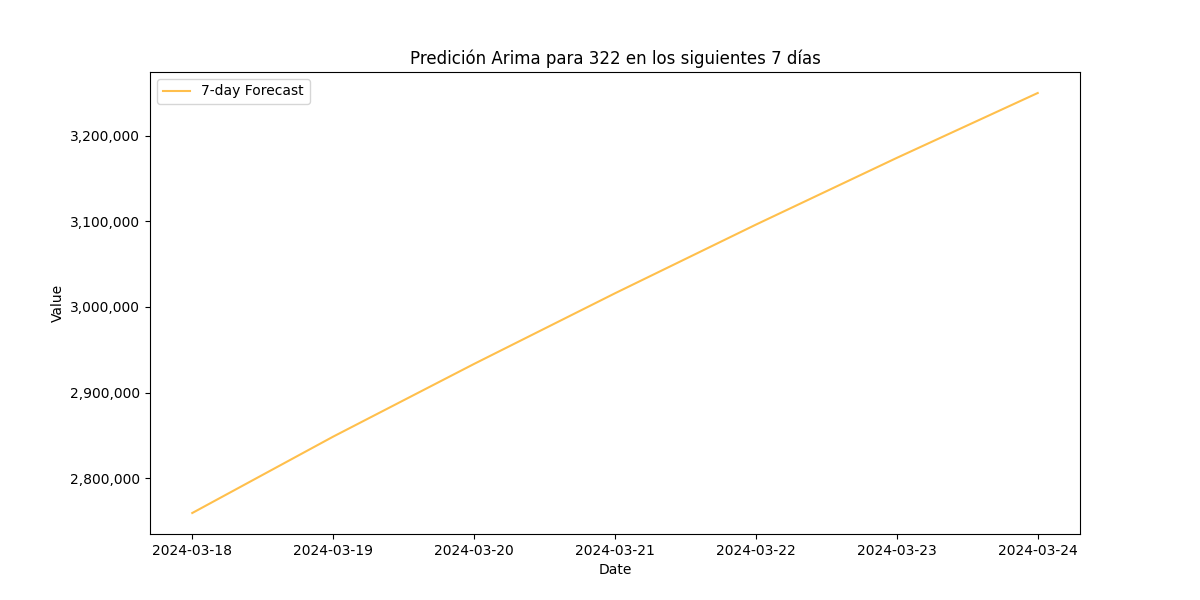 Predición Arima para 322 en los siguientes 7 días
7-day Forecast
3,200,000
3,100,000
3,000,000
2,900,000
2,800,000
Value
2024-03-18 2024-03-19 2024-03-20 2024-03-21 2024-03-22 2024-03-23 2024-03-24
Date